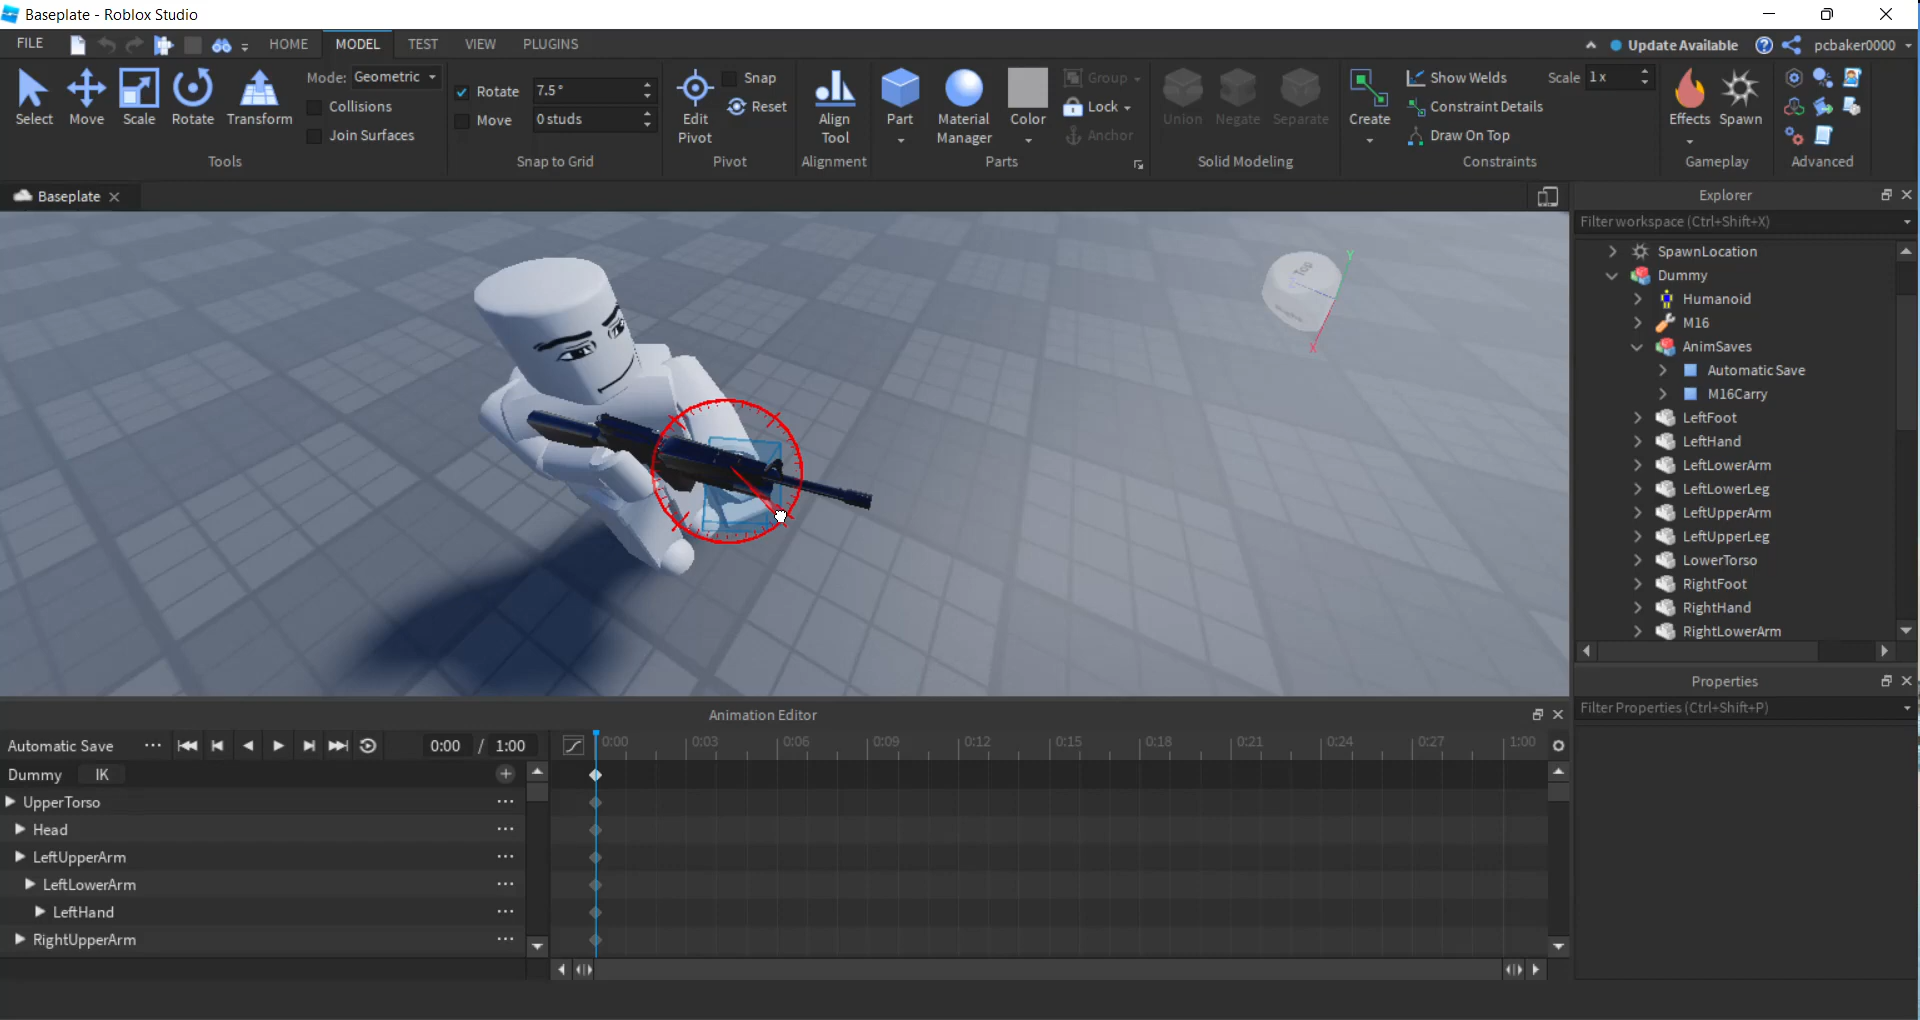 Baseplate - Roblox Studio
FILE HOME MODEL TEST VIEW PLUGINS Update Available pcbaker0000
Select Move Scale Rotate Transform
Mode: Geometric
Collisions
Join Surfaces
Tools
Rotate 7.5°
Move 0 studs
Snap to Grid
Edit Pivot
Snap
Reset
Pivot
Align Tool
Alignment
Part Material Manager Color
Group
Lock
Anchor
Parts
Union Negate Separate
Solid Modeling
Create
Show Welds Scale 1 x
Constraint Details
Draw On Top
Constraints
Effects Spawn
Gameplay
Advanced
Baseplate
Top
Y
X
Explorer
Filter workspace (Ctrl+Shift+X)
SpawnLocation
Dummy
Humanoid
M16
AnimSaves
Automatic Save
M16Carry
LeftFoot
LeftHand
LeftLowerArm
LeftLowerLeg
LeftUpperArm
LeftUpperLeg
LowerTorso
RightFoot
RightHand
RightLowerArm
Properties
Filter Properties (Ctrl+Shift+P)
Animation Editor
Automatic Save 0:00 / 1:00
0:00 0:03 0:06 0:09 0:12 0:15 0:18 0:21 0:24 0:27 1:00
Dummy IK
UpperTorso
Head
LeftUpperArm
LeftLowerArm
LeftHand
RightUpperArm